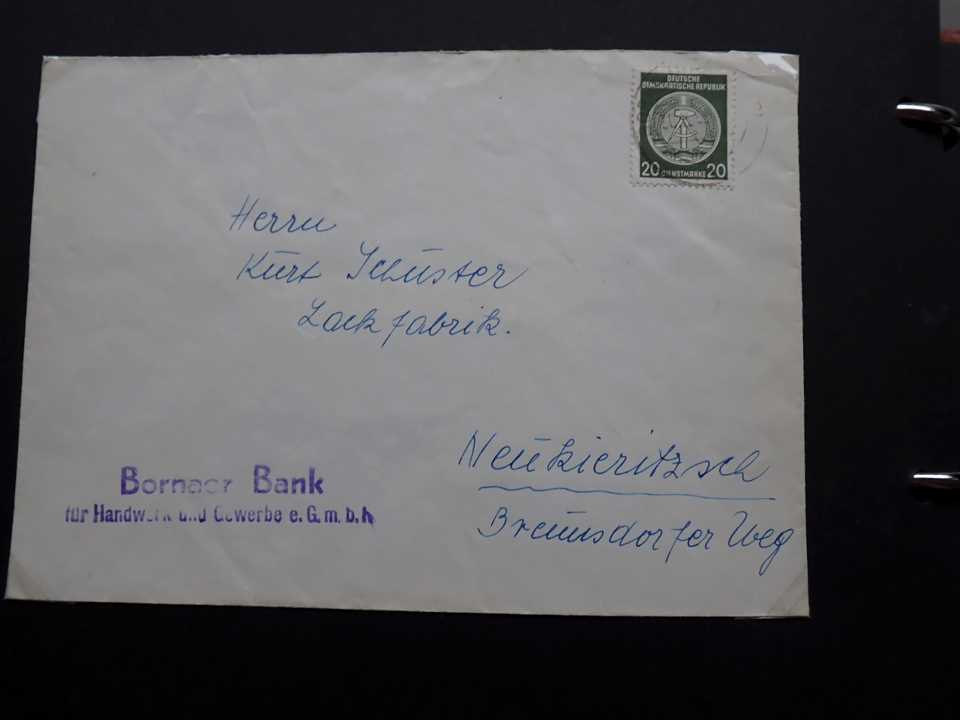 DEUTSCHE
DEMOKRATISCHE REPUBLIK
20 DIENSTMARKE 20
Herrn
Kurt Schuster
Lackfabrik.
Neukieritzsch
Breunsdorfer Weg
Bornaer Bank
für Handwerk und Gewerbe e.G.m.b.h